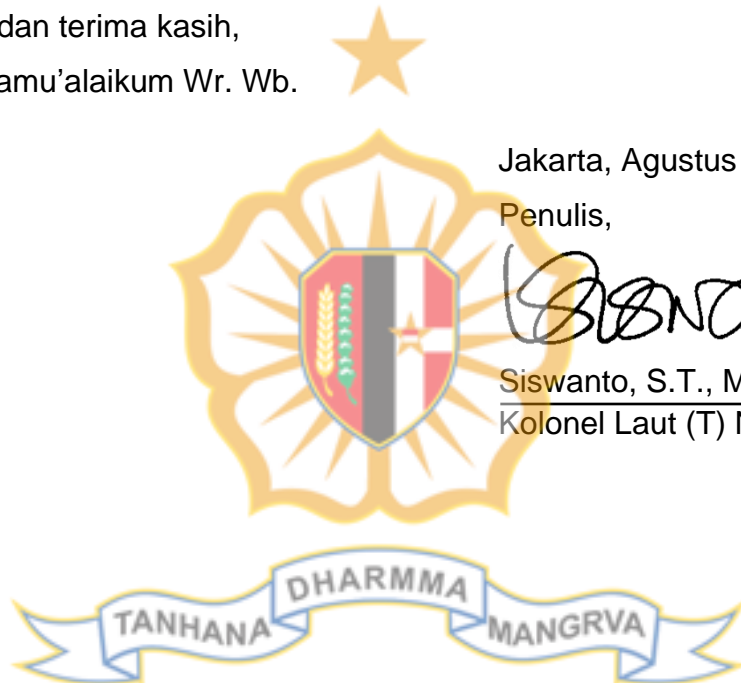 dan terima kasih,
amu’alaikum Wr. Wb.
Jakarta, Agustus
Penulis,
Siswanto, S.T., M
Kolonel Laut (T) N
TANHANA DHARMMA MANGRVA